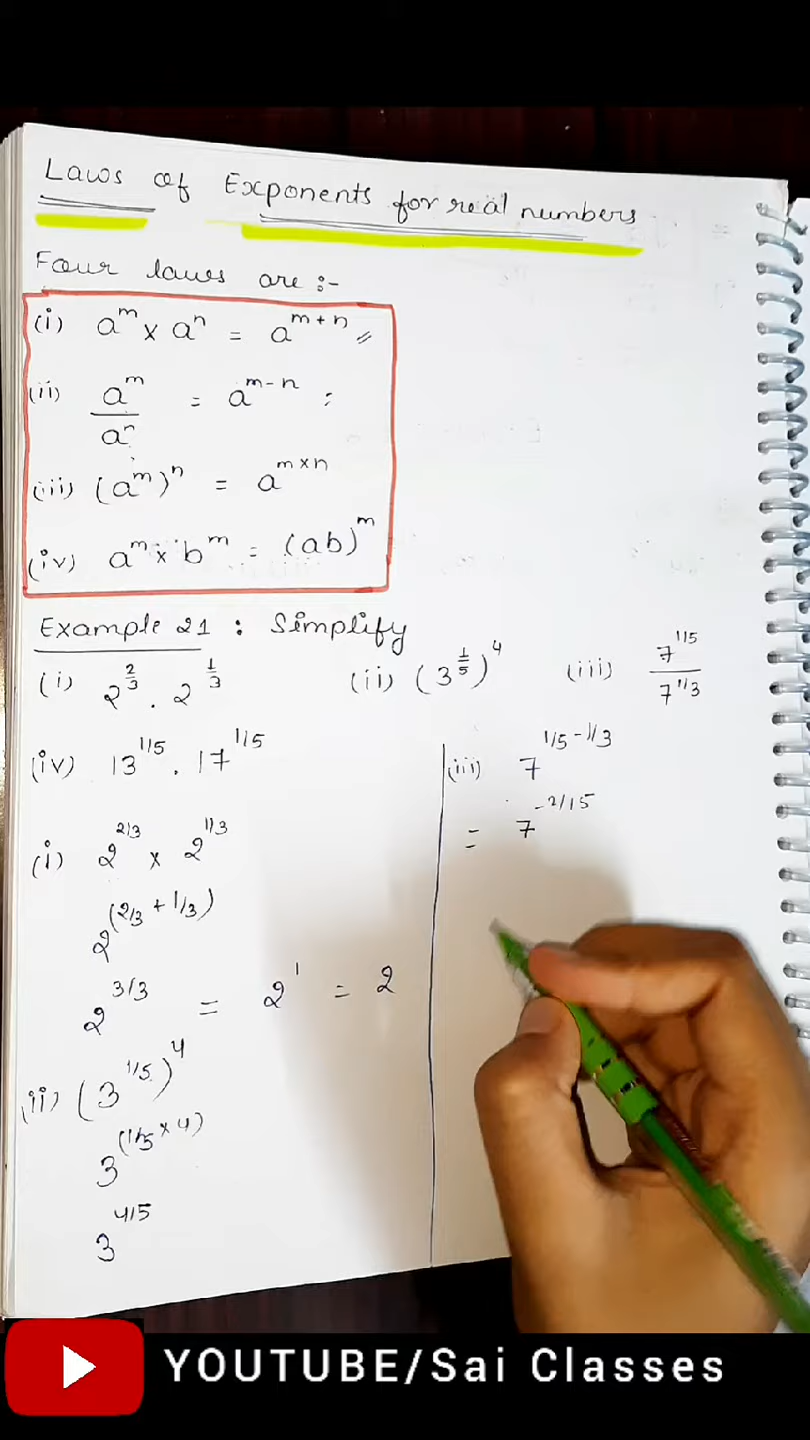 Laws of Exponents for real numbers
Four laws are :-
(i) a^m × a^n = a^(m+n)
(ii) a^m / a^n = a^(m-n)
(iii) (a^m)^n = a^(m×n)
(iv) a^m × b^m = (ab)^m
Example 21 : Simplify
(i) 2^(2/3) . 2^(1/3) (ii) (3^(1/5))^4 (iii) 7^(1/5) / 7^(1/3)
(iv) 13^(1/5) . 17^(1/5)
(i) 2^(2/3) × 2^(1/3)
2^(2/3 + 1/3)
2^(3/3) = 2^1 = 2
(ii) (3^(1/5))^4
3^(1/5 × 4)
3^(4/5)
(iii) 7^(1/5 - 1/3)
= 7^(-2/15)
YOUTUBE/Sai Classes